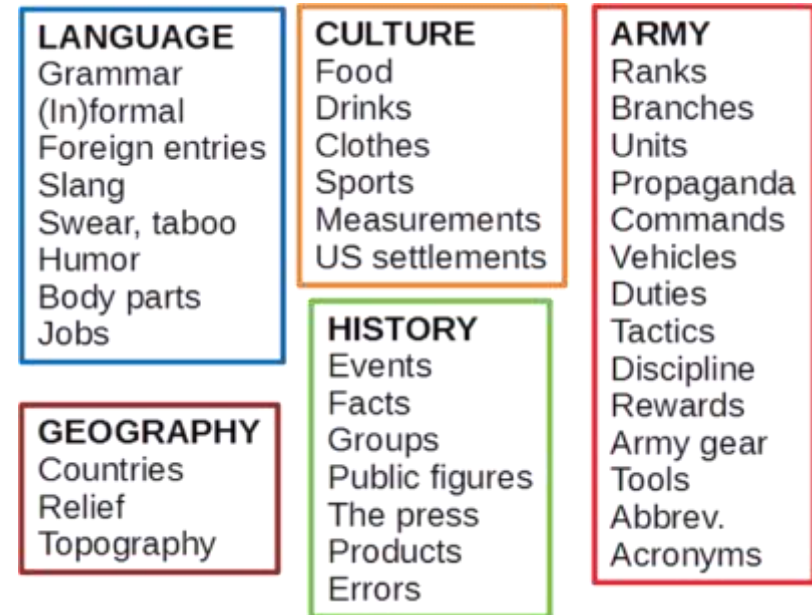 LANGUAGE
Grammar
(In)formal
Foreign entries
Slang
Swear, taboo
Humor
Body parts
Jobs
GEOGRAPHY
Countries
Relief
Topography
CULTURE
Food
Drinks
Clothes
Sports
Measurements
US settlements
HISTORY
Events
Facts
Groups
Public figures
The press
Products
Errors
ARMY
Ranks
Branches
Units
Propaganda
Commands
Vehicles
Duties
Tactics
Discipline
Rewards
Army gear
Tools
Abbrev.
Acronyms